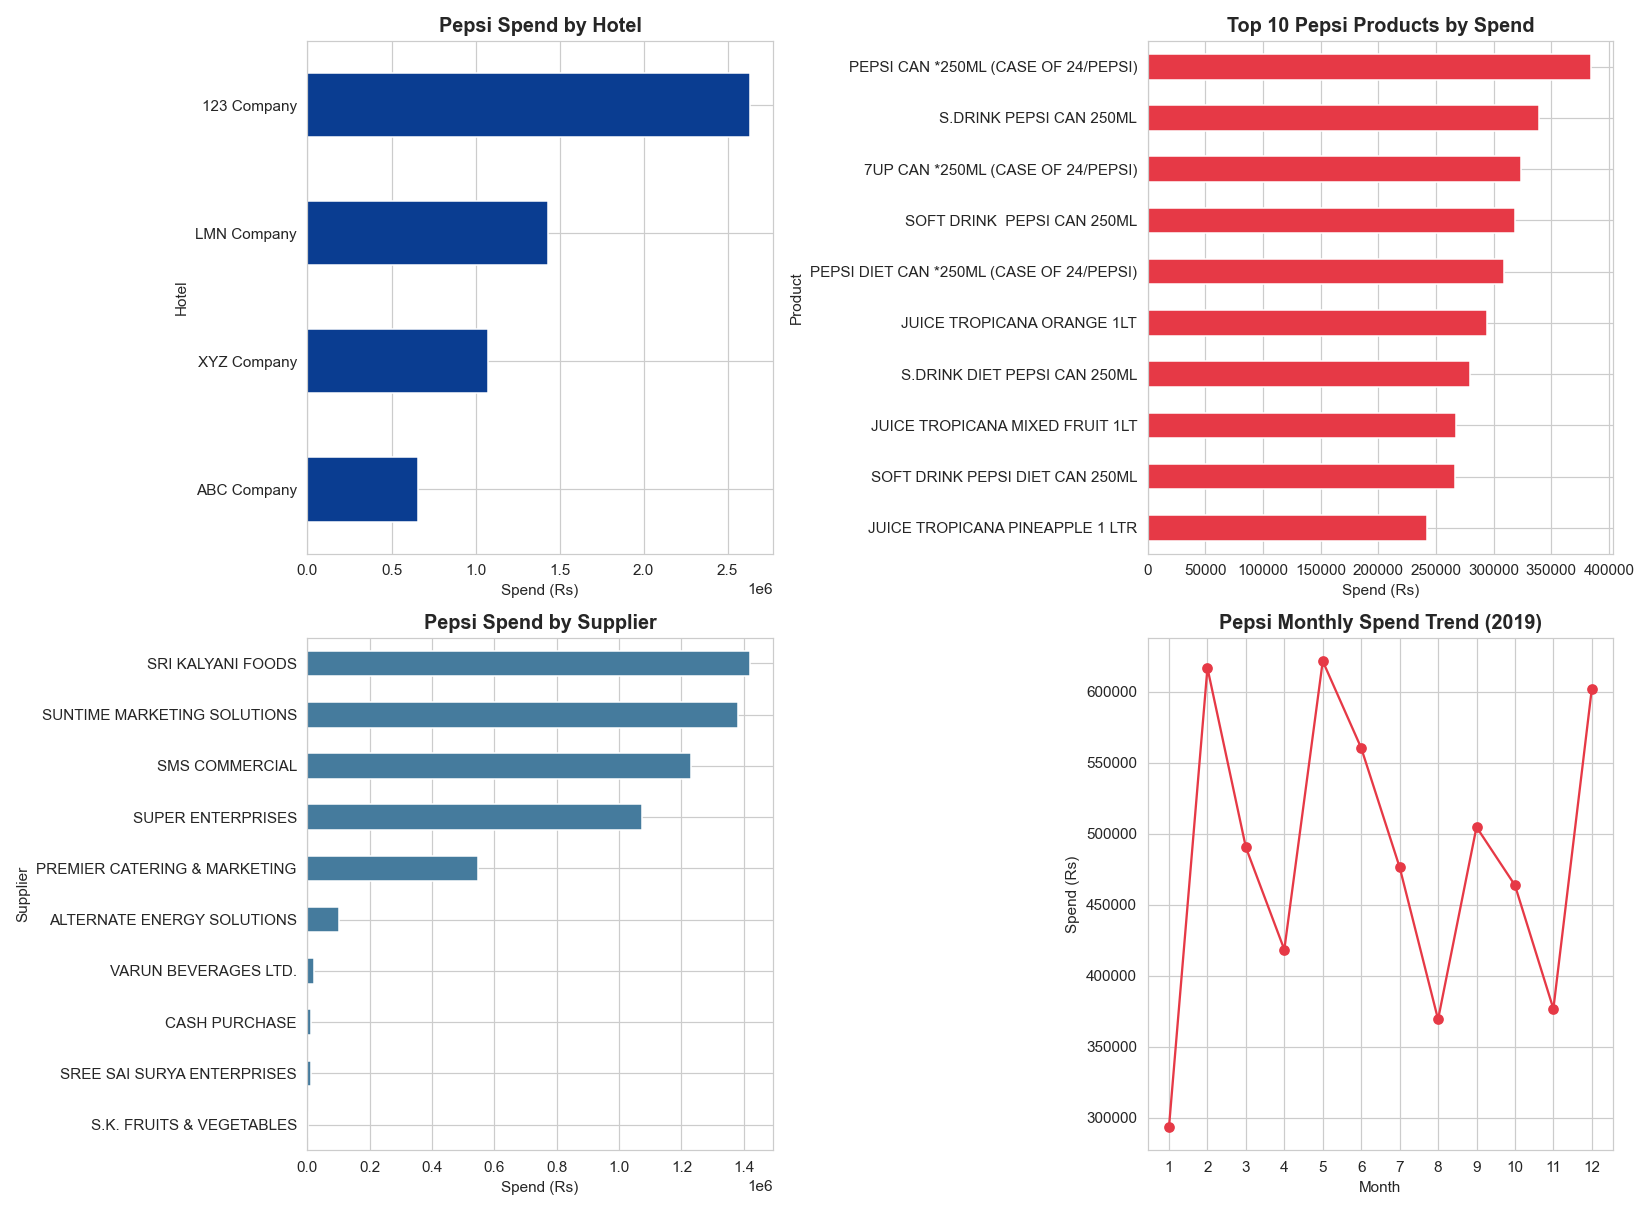 Pepsi Spend by Hotel
Hotel
123 Company
LMN Company
XYZ Company
ABC Company
0.0 0.5 1.0 1.5 2.0 2.5
1e6
Spend (Rs)
Top 10 Pepsi Products by Spend
Product
PEPSI CAN *250ML (CASE OF 24/PEPSI)
S.DRINK PEPSI CAN 250ML
7UP CAN *250ML (CASE OF 24/PEPSI)
SOFT DRINK  PEPSI CAN 250ML
PEPSI DIET CAN *250ML (CASE OF 24/PEPSI)
JUICE TROPICANA ORANGE 1LT
S.DRINK DIET PEPSI CAN 250ML
JUICE TROPICANA MIXED FRUIT 1LT
SOFT DRINK PEPSI DIET CAN 250ML
JUICE TROPICANA PINEAPPLE 1 LTR
0 50000 100000 150000 200000 250000 300000 350000 400000
Spend (Rs)
Pepsi Spend by Supplier
Supplier
SRI KALYANI FOODS
SUNTIME MARKETING SOLUTIONS
SMS COMMERCIAL
SUPER ENTERPRISES
PREMIER CATERING & MARKETING
ALTERNATE ENERGY SOLUTIONS
VARUN BEVERAGES LTD.
CASH PURCHASE
SREE SAI SURYA ENTERPRISES
S.K. FRUITS & VEGETABLES
0.0 0.2 0.4 0.6 0.8 1.0 1.2 1.4
1e6
Spend (Rs)
Pepsi Monthly Spend Trend (2019)
Spend (Rs)
600000
550000
500000
450000
400000
350000
300000
1 2 3 4 5 6 7 8 9 10 11 12
Month